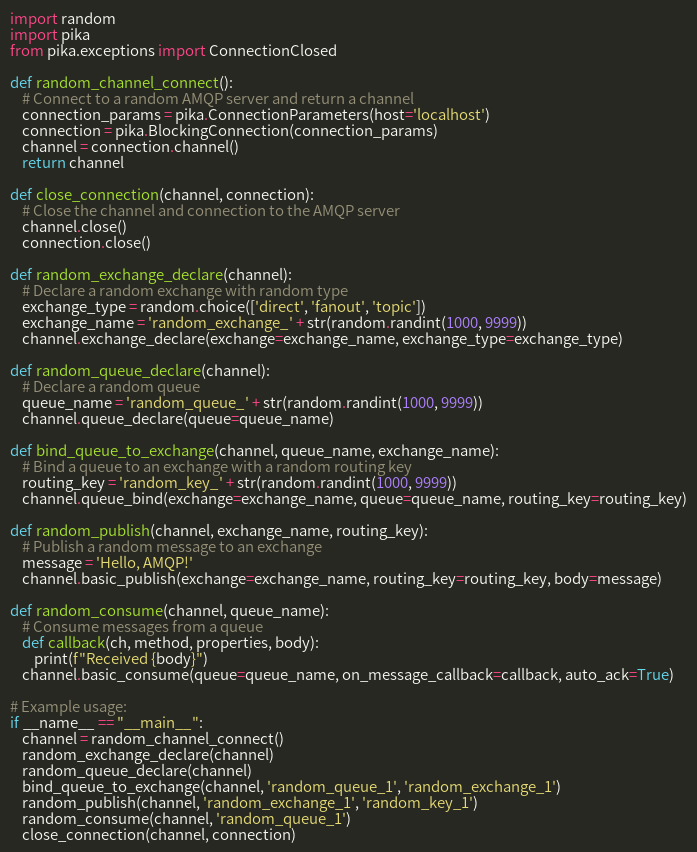 import random
import pika
from pika.exceptions import ConnectionClosed

def random_channel_connect():
    # Connect to a random AMQP server and return a channel
    connection_params = pika.ConnectionParameters(host='localhost')
    connection = pika.BlockingConnection(connection_params)
    channel = connection.channel()
    return channel

def close_connection(channel, connection):
    # Close the channel and connection to the AMQP server
    channel.close()
    connection.close()

def random_exchange_declare(channel):
    # Declare a random exchange with random type
    exchange_type = random.choice(['direct', 'fanout', 'topic'])
    exchange_name = 'random_exchange_' + str(random.randint(1000, 9999))
    channel.exchange_declare(exchange=exchange_name, exchange_type=exchange_type)

def random_queue_declare(channel):
    # Declare a random queue
    queue_name = 'random_queue_' + str(random.randint(1000, 9999))
    channel.queue_declare(queue=queue_name)

def bind_queue_to_exchange(channel, queue_name, exchange_name):
    # Bind a queue to an exchange with a random routing key
    routing_key = 'random_key_' + str(random.randint(1000, 9999))
    channel.queue_bind(exchange=exchange_name, queue=queue_name, routing_key=routing_key)

def random_publish(channel, exchange_name, routing_key):
    # Publish a random message to an exchange
    message = 'Hello, AMQP!'
    channel.basic_publish(exchange=exchange_name, routing_key=routing_key, body=message)

def random_consume(channel, queue_name):
    # Consume messages from a queue
    def callback(ch, method, properties, body):
        print(f"Received {body}")
    channel.basic_consume(queue=queue_name, on_message_callback=callback, auto_ack=True)

# Example usage:
if __name__ == "__main__":
    channel = random_channel_connect()
    random_exchange_declare(channel)
    random_queue_declare(channel)
    bind_queue_to_exchange(channel, 'random_queue_1', 'random_exchange_1')
    random_publish(channel, 'random_exchange_1', 'random_key_1')
    random_consume(channel, 'random_queue_1')
    close_connection(channel, connection)